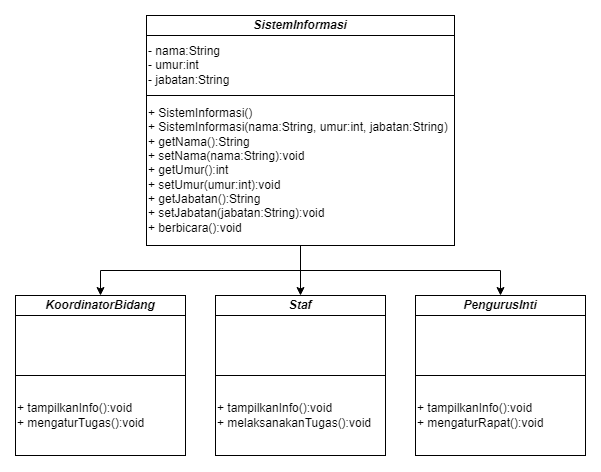 SistemInformasi
- nama:String
- umur:int
- jabatan:String
+ SistemInformasi()
+ SistemInformasi(nama:String, umur:int, jabatan:String)
+ getNama():String
+ setNama(nama:String):void
+ getUmur():int
+ setUmur(umur:int):void
+ getJabatan():String
+ setJabatan(jabatan:String):void
+ berbicara():void
KoordinatorBidang
+ tampilkanInfo():void
+ mengaturTugas():void
Staf
+ tampilkanInfo():void
+ melaksanakanTugas():void
PengurusInti
+ tampilkanInfo():void
+ mengaturRapat():void